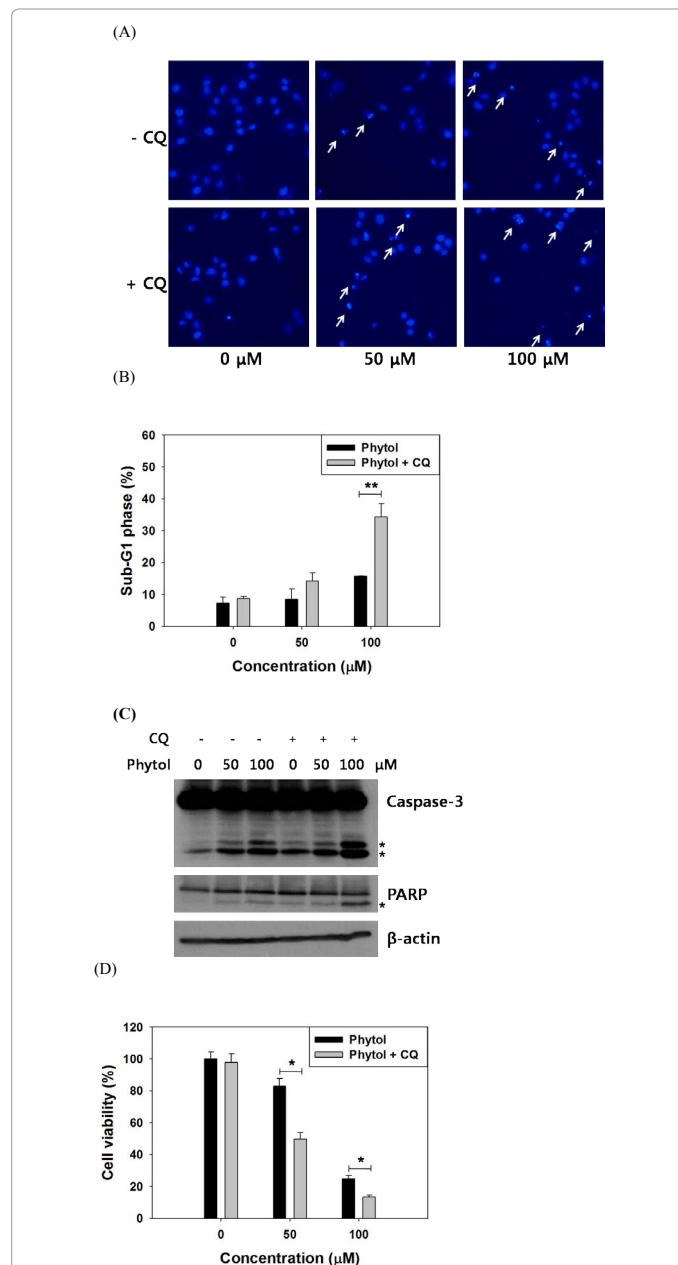 (A)
- CQ
+ CQ
0 μM 50 μM 100 μM
(B)
60
50
40
30
20
10
0
Sub-G1 phase (%)
Phytol
Phytol + CQ
**
0 50 100
Concentration (μM)
(C)
CQ - - - + + +
Phytol 0 50 100 0 50 100 μM
Caspase-3
*
*
PARP
*
β-actin
(D)
120
100
80
60
40
20
0
Cell viability (%)
Phytol
Phytol + CQ
*
*
0 50 100
Concentration (μM)